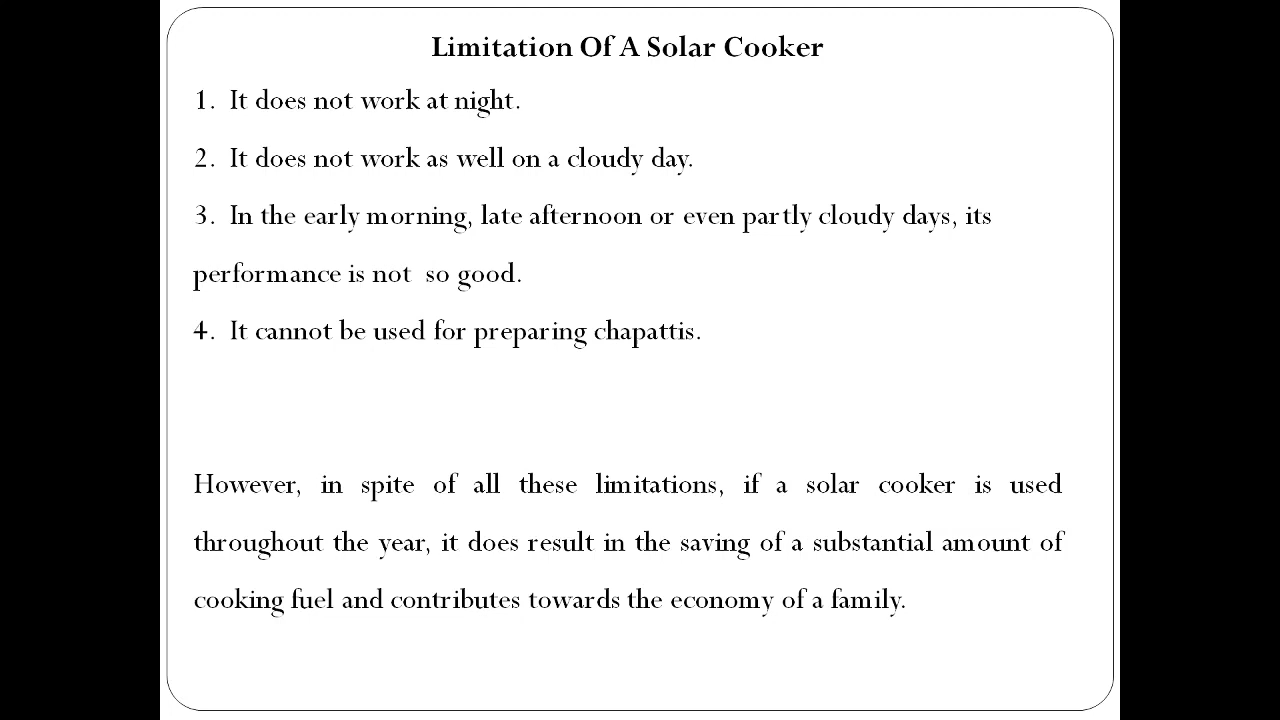 Limitation Of A Solar Cooker
1. It does not work at night.
2. It does not work as well on a cloudy day.
3. In the early morning, late afternoon or even partly cloudy days, its
performance is not so good.
4. It cannot be used for preparing chapattis.
However, in spite of all these limitations, if a solar cooker is used
throughout the year, it does result in the saving of a substantial amount of
cooking fuel and contributes towards the economy of a family.